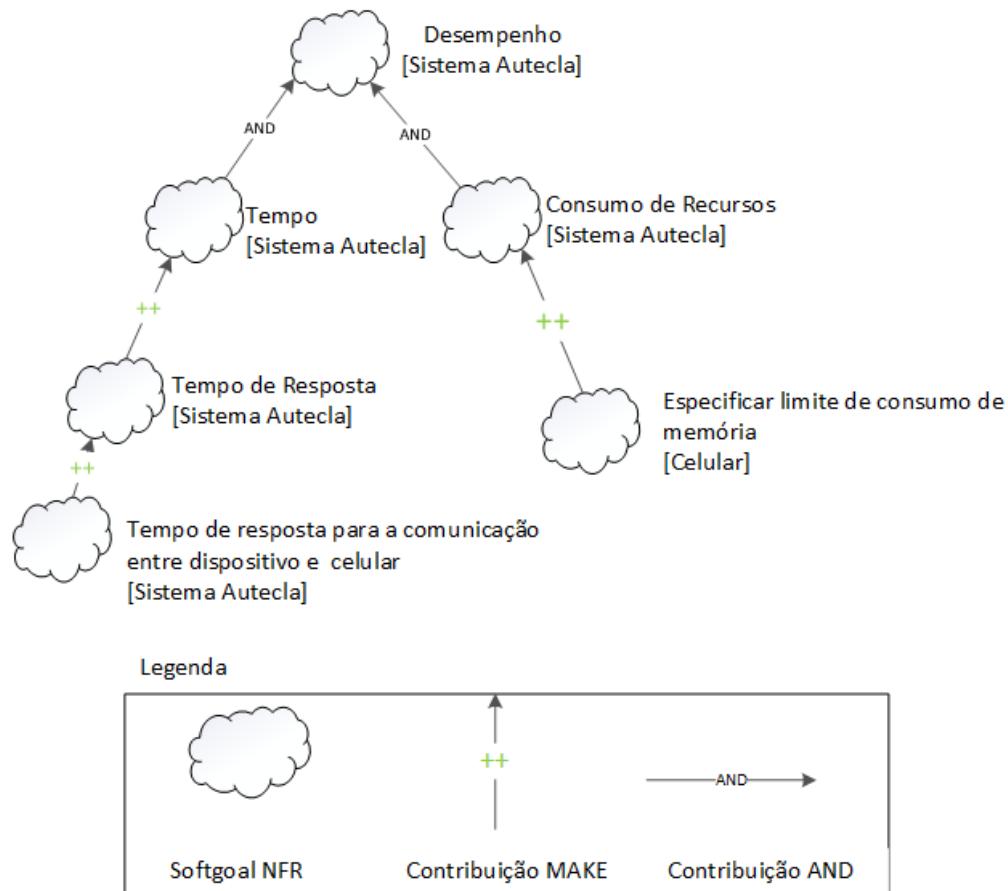 Desempenho
[Sistema Autecla]
AND
AND
Tempo
[Sistema Autecla]
Consumo de Recursos
[Sistema Autecla]
++
++
Tempo de Resposta
[Sistema Autecla]
Especificar limite de consumo de
memória
[Celular]
++
Tempo de resposta para a comunicação
entre dispositivo e celular
[Sistema Autecla]
Legenda
++
AND
Softgoal NFR
Contribuição MAKE
Contribuição AND